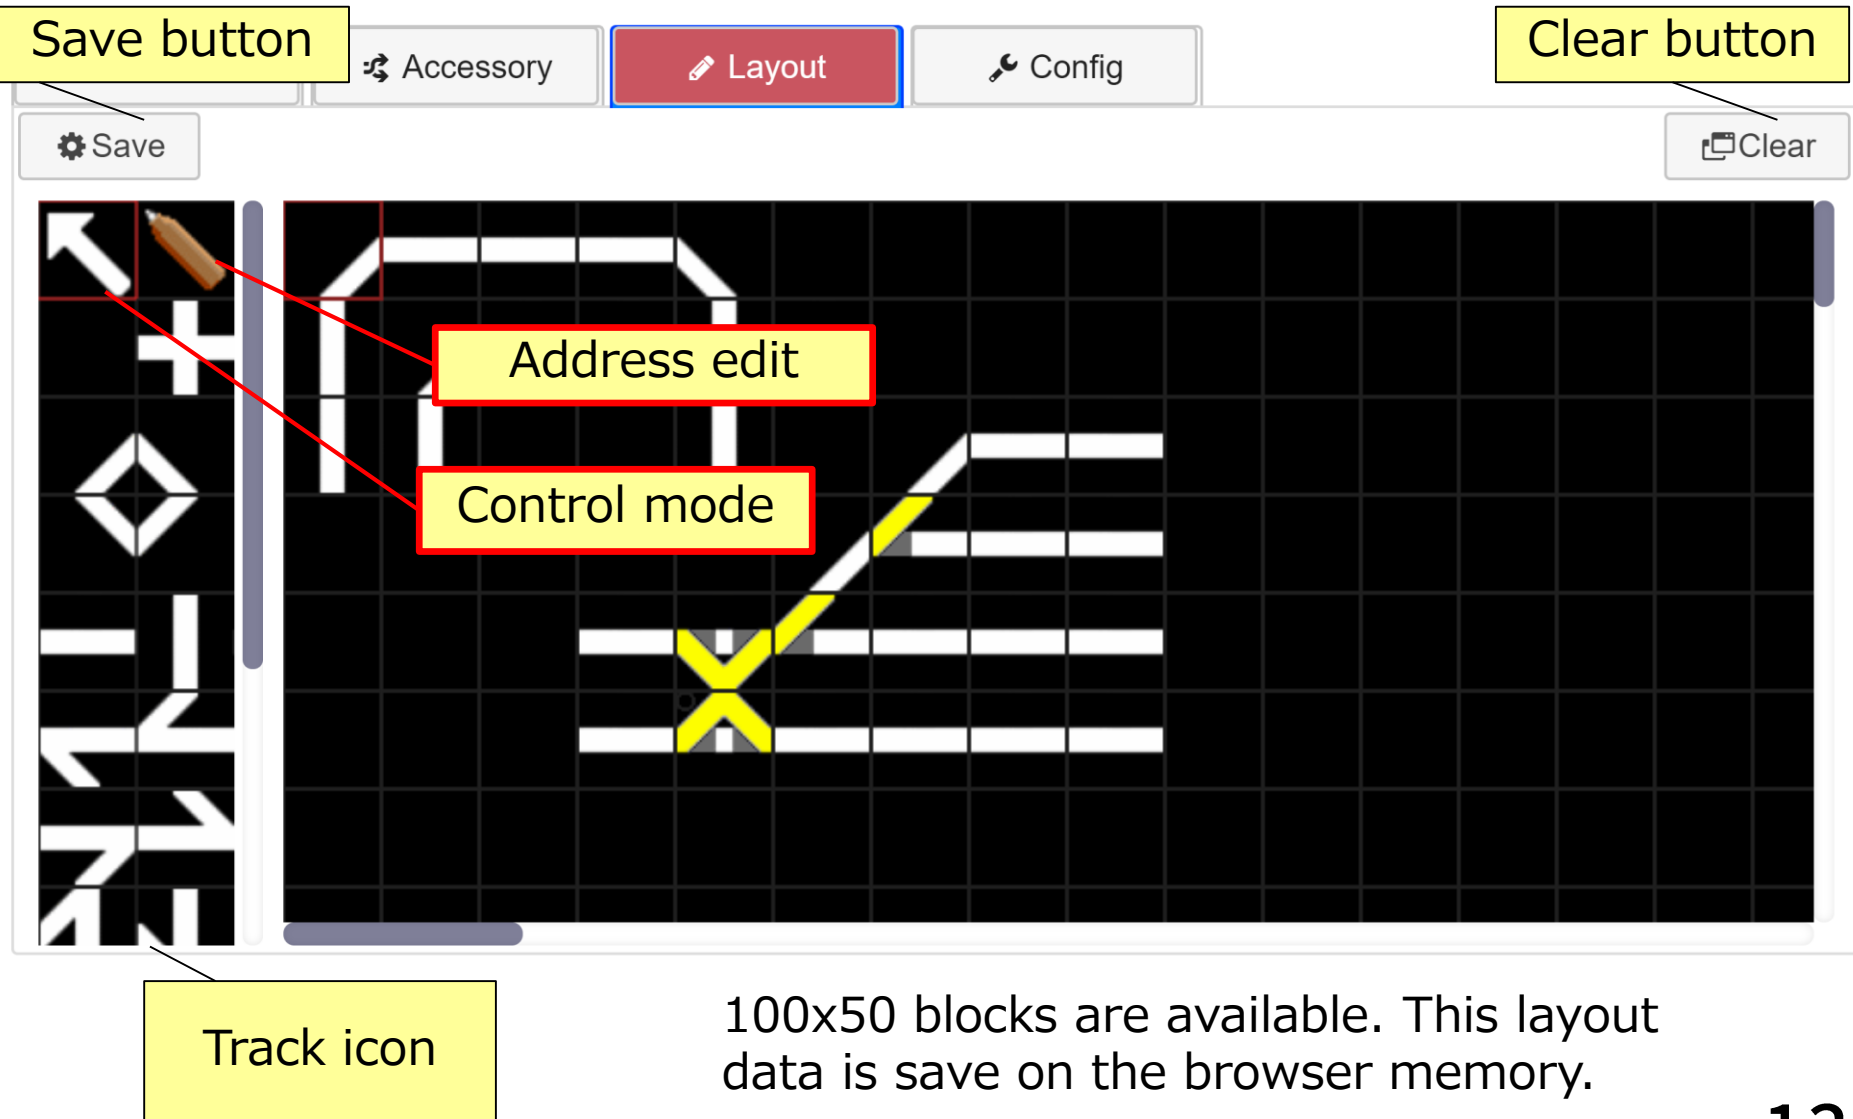 Save button
Accessory
Layout
Config
Clear button
Save
Clear
Address edit
Control mode
Track icon
100x50 blocks are available. This layout
data is save on the browser memory.